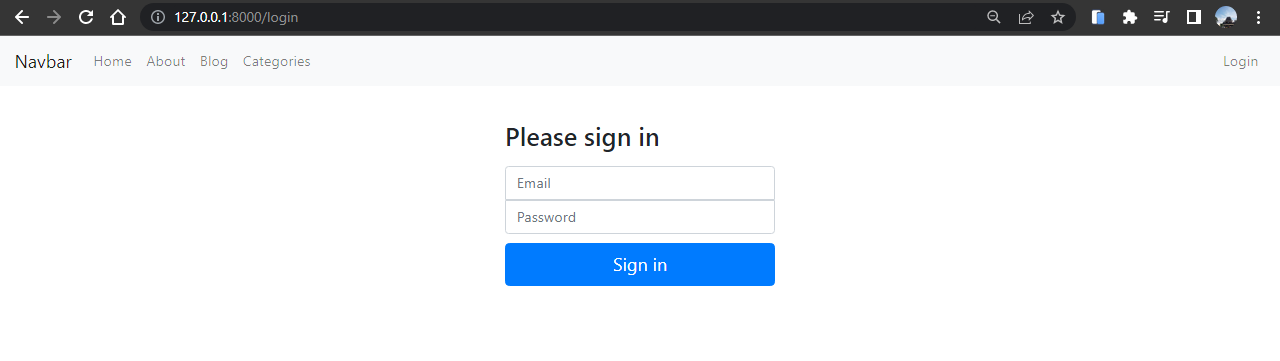 127.0.0.1:8000/login
Navbar Home About Blog Categories Login
Please sign in
Email
Password
Sign in